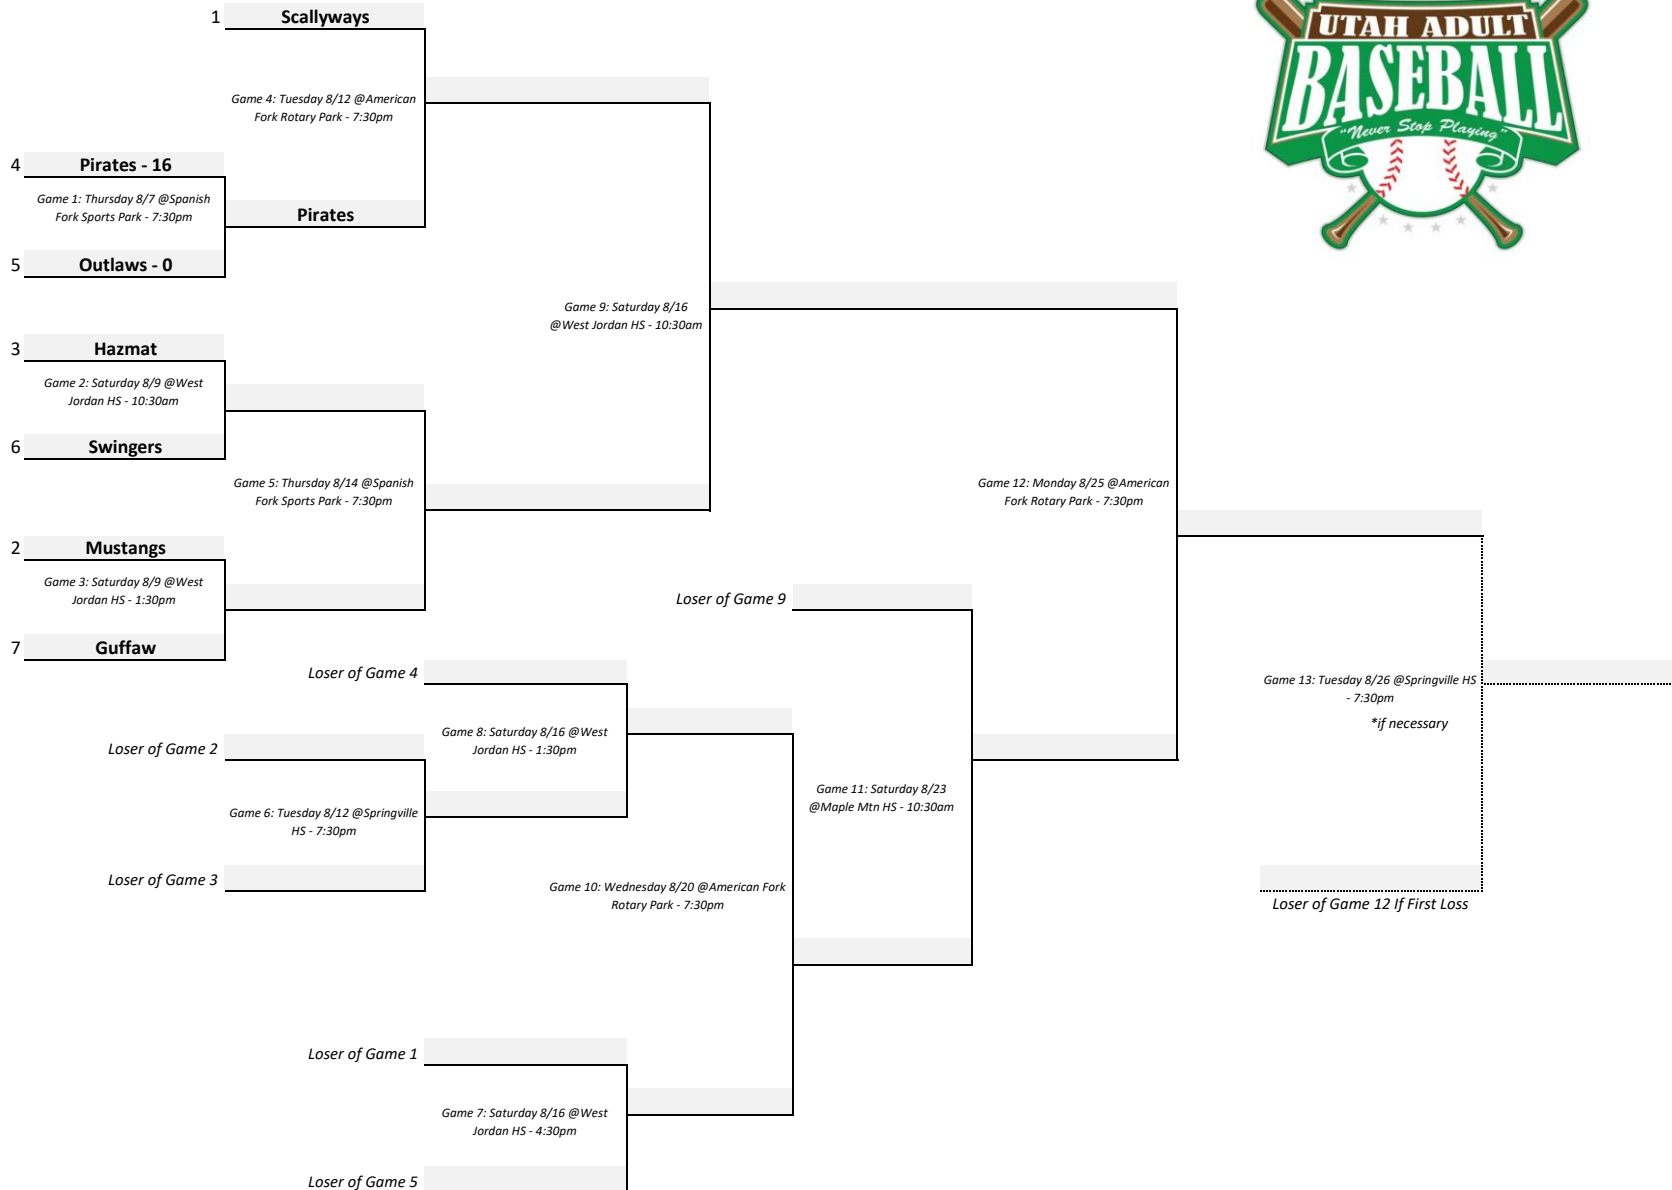 1 Scallyways
UTAH ADULT
BASEBALL
"Never Stop Playing"
Game 4: Tuesday 8/12 @American
Fork Rotary Park - 7:30pm
4 Pirates - 16
Game 1: Thursday 8/7 @Spanish
Fork Sports Park - 7:30pm
Pirates
5 Outlaws - 0
Game 9: Saturday 8/16
@West Jordan HS - 10:30am
3 Hazmat
Game 2: Saturday 8/9 @West
Jordan HS - 10:30am
6 Swingers
Game 5: Thursday 8/14 @Spanish
Fork Sports Park - 7:30pm
Game 12: Monday 8/25 @American
Fork Rotary Park - 7:30pm
2 Mustangs
Game 3: Saturday 8/9 @West
Jordan HS - 1:30pm
Loser of Game 9
7 Guffaw
Loser of Game 4
Game 13: Tuesday 8/26 @Springville HS
- 7:30pm
*if necessary
Game 8: Saturday 8/16 @West
Jordan HS - 1:30pm
Loser of Game 2
Game 11: Saturday 8/23
@Maple Mtn HS - 10:30am
Game 6: Tuesday 8/12 @Springville
HS - 7:30pm
Loser of Game 3
Game 10: Wednesday 8/20 @American Fork
Rotary Park - 7:30pm
Loser of Game 12 If First Loss
Loser of Game 1
Game 7: Saturday 8/16 @West
Jordan HS - 4:30pm
Loser of Game 5